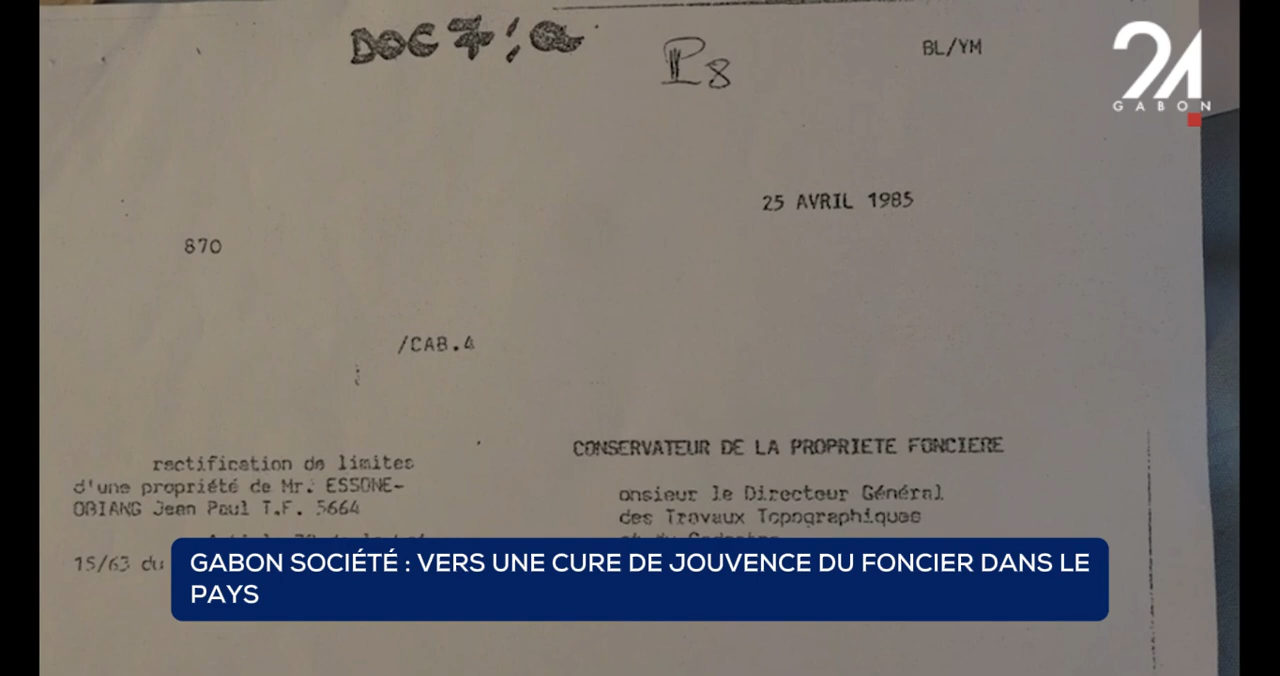 DOC 7
P8
BL/YM
24
GABON
25 AVRIL 1985
870
/CAB.4
CONSERVATEUR DE LA PROPRIETE FONCIERE
rectification de limites
d'une propriété de Mr. ESSONE-
OBIANG Jean Paul T.F. 5664
onsieur le Directeur Général
des Travaux Topographiques
15/63 du
GABON SOCIÉTÉ : VERS UNE CURE DE JOUVENCE DU FONCIER DANS LE
PAYS